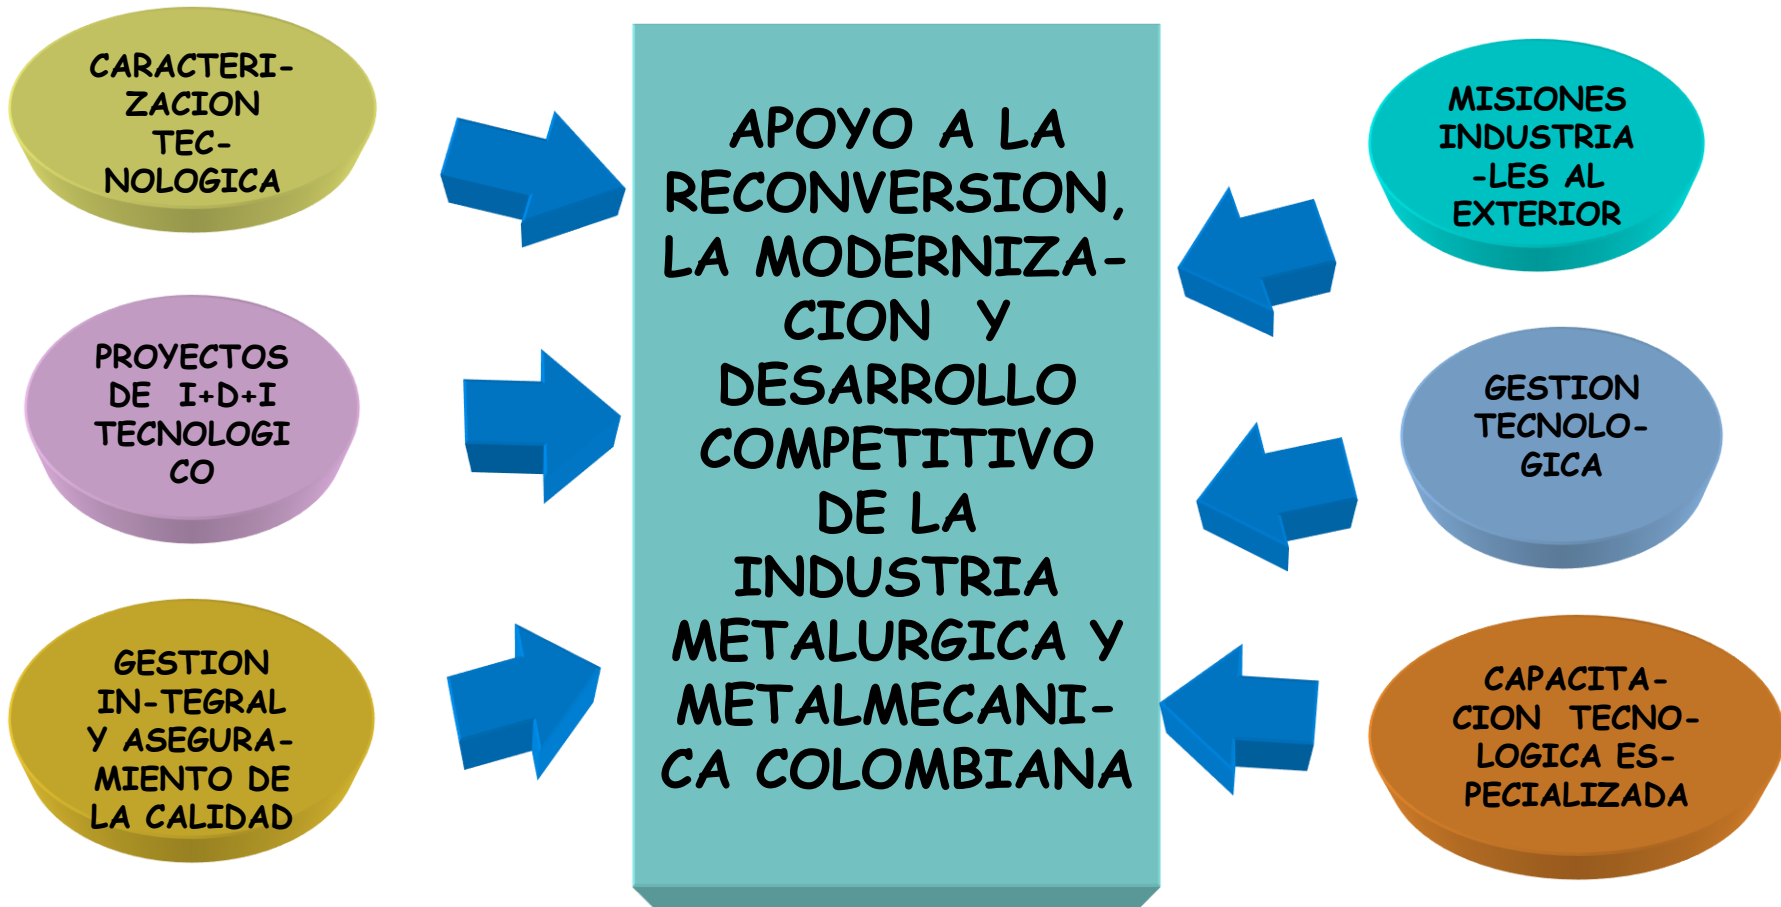 CARACTERI-
ZACION
TEC-
NOLOGICA
PROYECTOS
DE I+D+I
TECNOLOGI
CO
GESTION
IN-TEGRAL
Y ASEGURA-
MIENTO DE
LA CALIDAD
APOYO A LA
RECONVERSION,
LA MODERNIZA-
CION Y
DESARROLLO
COMPETITIVO
DE LA
INDUSTRIA
METALURGICA Y
METALMECANI-
CA COLOMBIANA
MISIONES
INDUSTRIA
-LES AL
EXTERIOR
GESTION
TECNOLO-
GICA
CAPACITA-
CION TECNO-
LOGICA ES-
PECIALIZADA